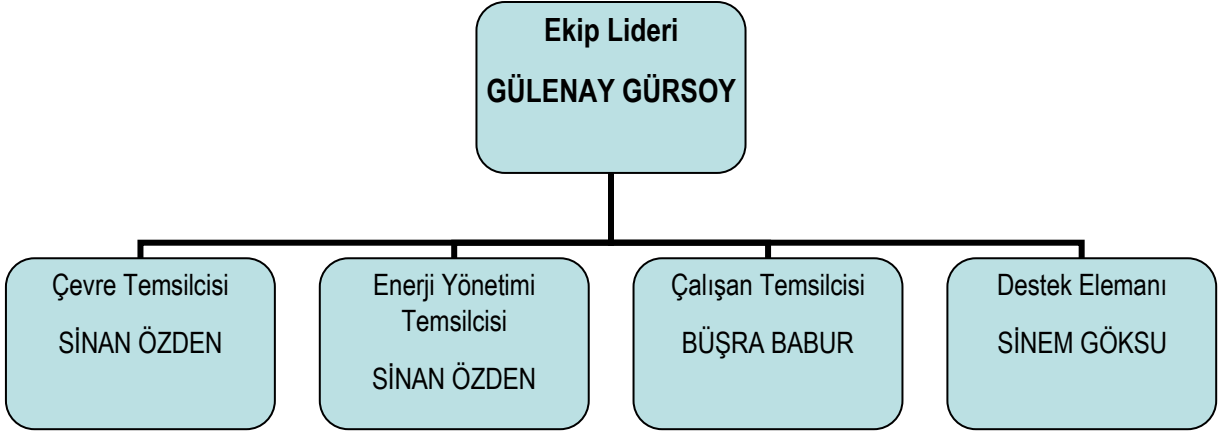 Ekip Lideri
GÜLENAY GÜRSOY
Çevre Temsilcisi
SİNAN ÖZDEN
Enerji Yönetimi
Temsilcisi
SİNAN ÖZDEN
Çalışan Temsilcisi
BÜŞRA BABUR
Destek Elemanı
SİNEM GÖKSU